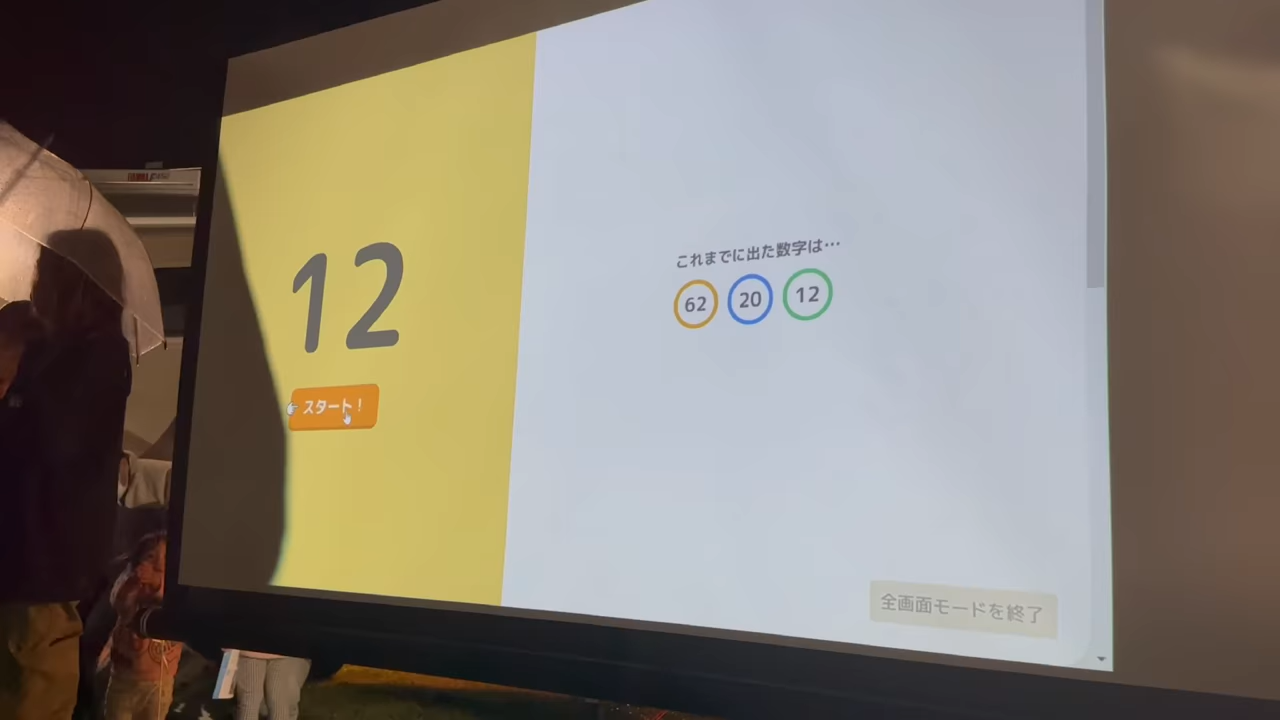 12
スタート！
これまでに出た数字は…
62 20 12
全画面モードを終了